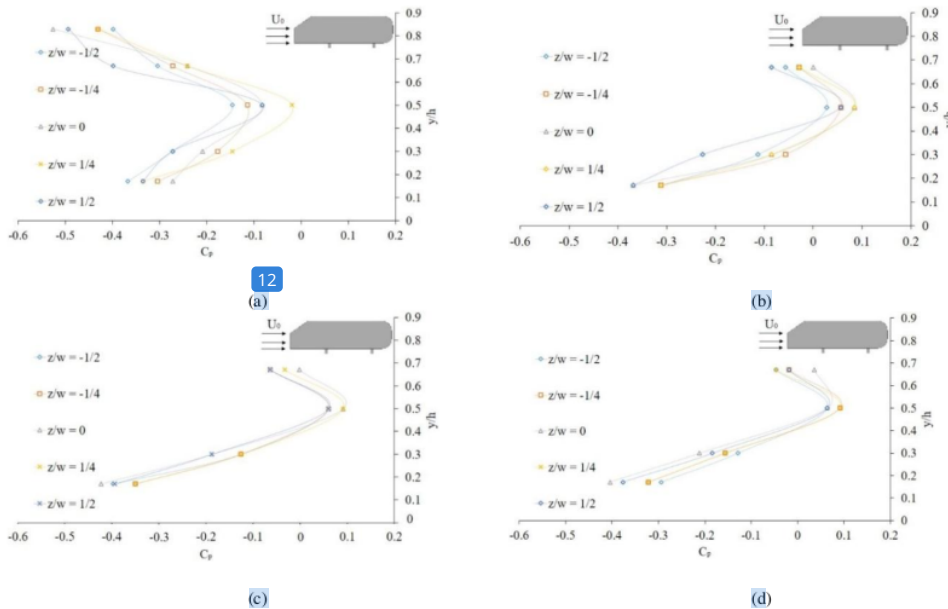 U₀
z/w = -1/2
z/w = -1/4
z/w = 0
z/w = 1/4
z/w = 1/2
0.9
0.8
0.7
0.6
0.5
0.4
0.3
0.2
0.1
0
y/h
-0.6 -0.5 -0.4 -0.3 -0.2 -0.1 0 0.1 0.2
Cₚ
12
(a)
U₀
z/w = -1/2
z/w = -1/4
z/w = 0
z/w = 1/4
z/w = 1/2
0.9
0.8
0.7
0.6
0.5
0.4
0.3
0.2
0.1
0
-0.6 -0.5 -0.4 -0.3 -0.2 -0.1 0 0.1 0.2
Cₚ
(b)
U₀
z/w = -1/2
z/w = -1/4
z/w = 0
z/w = 1/4
z/w = 1/2
0.9
0.8
0.7
0.6
0.5
0.4
0.3
0.2
0.1
0
y/h
-0.6 -0.5 -0.4 -0.3 -0.2 -0.1 0 0.1 0.2
Cₚ
(c)
U₀
z/w = -1/2
z/w = -1/4
z/w = 0
z/w = 1/4
z/w = 1/2
0.9
0.8
0.7
0.6
0.5
0.4
0.3
0.2
0.1
0
y/h
-0.6 -0.5 -0.4 -0.3 -0.2 -0.1 0 0.1 0.2
Cₚ
(d)